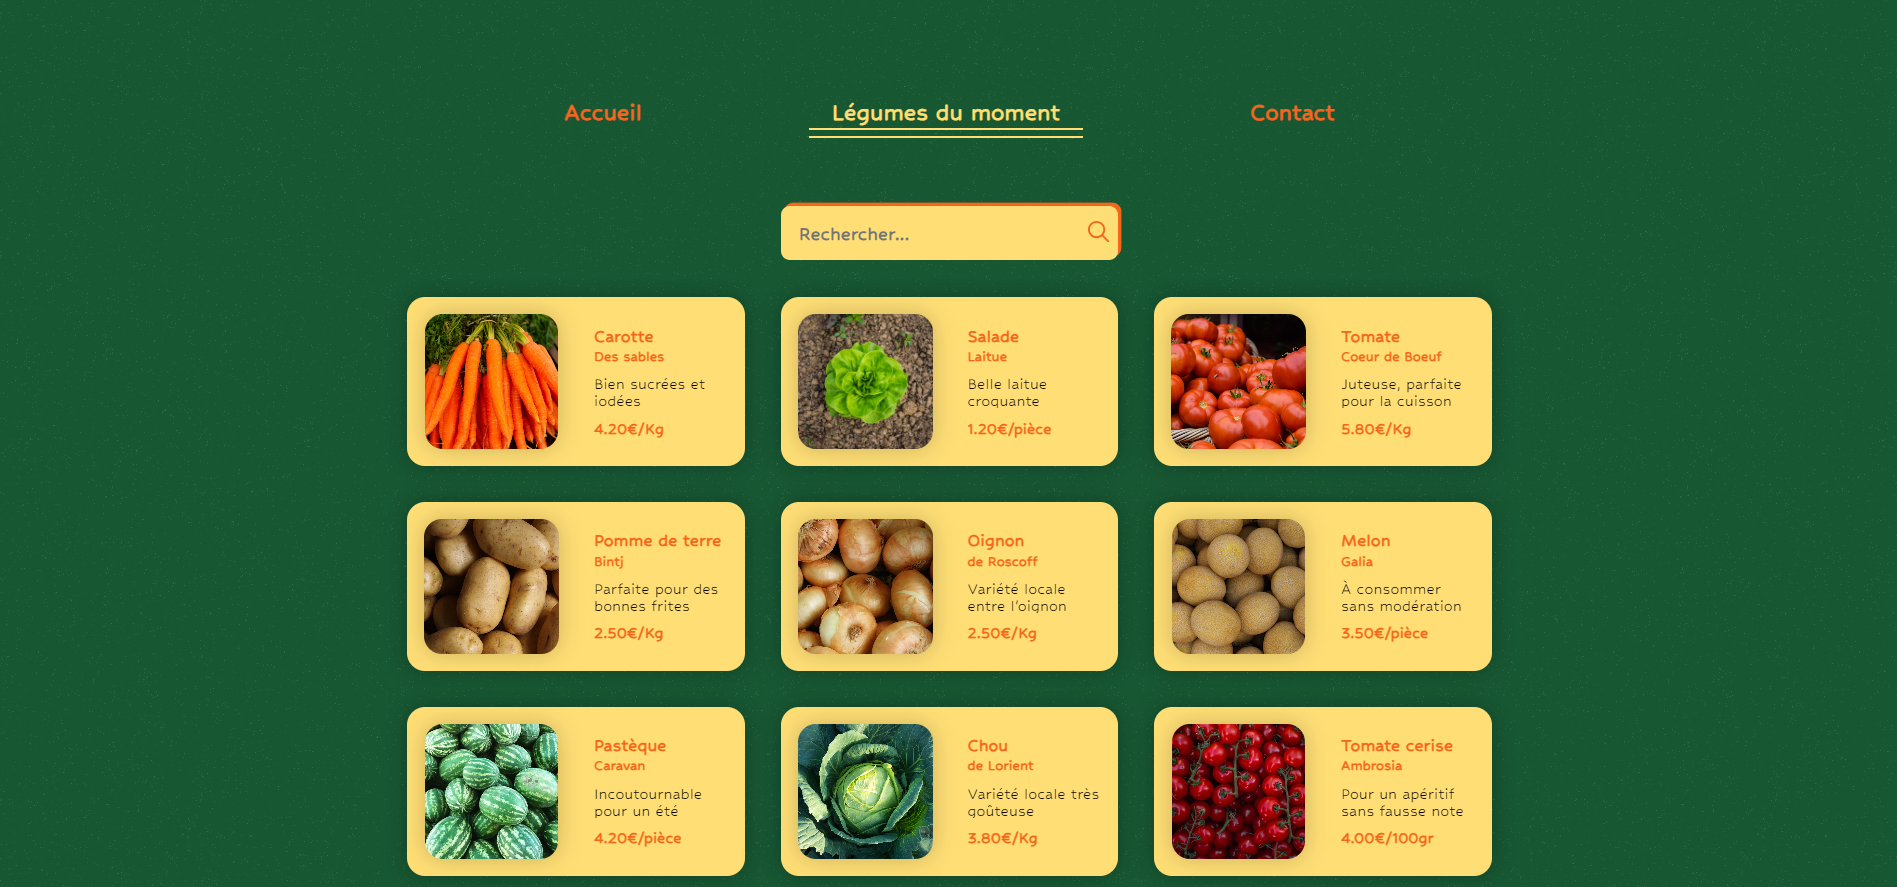 Accueil
Légumes du moment
Contact
Rechercher...
Carotte
Des sables
Bien sucrées et
iodées
4.20€/Kg
Salade
Laitue
Belle laitue
croquante
1.20€/pièce
Tomate
Coeur de Boeuf
Juteuse, parfaite
pour la cuisson
5.80€/Kg
Pomme de terre
Bintj
Parfaite pour des
bonnes frites
2.50€/Kg
Oignon
de Roscoff
Variété locale
entre l'oignon
2.50€/Kg
Melon
Galia
À consommer
sans modération
3.50€/pièce
Pastèque
Caravan
Incoutournable
pour un été
4.20€/pièce
Chou
de Lorient
Variété locale très
goûteuse
3.80€/Kg
Tomate cerise
Ambrosia
Pour un apéritif
sans fausse note
4.00€/100gr